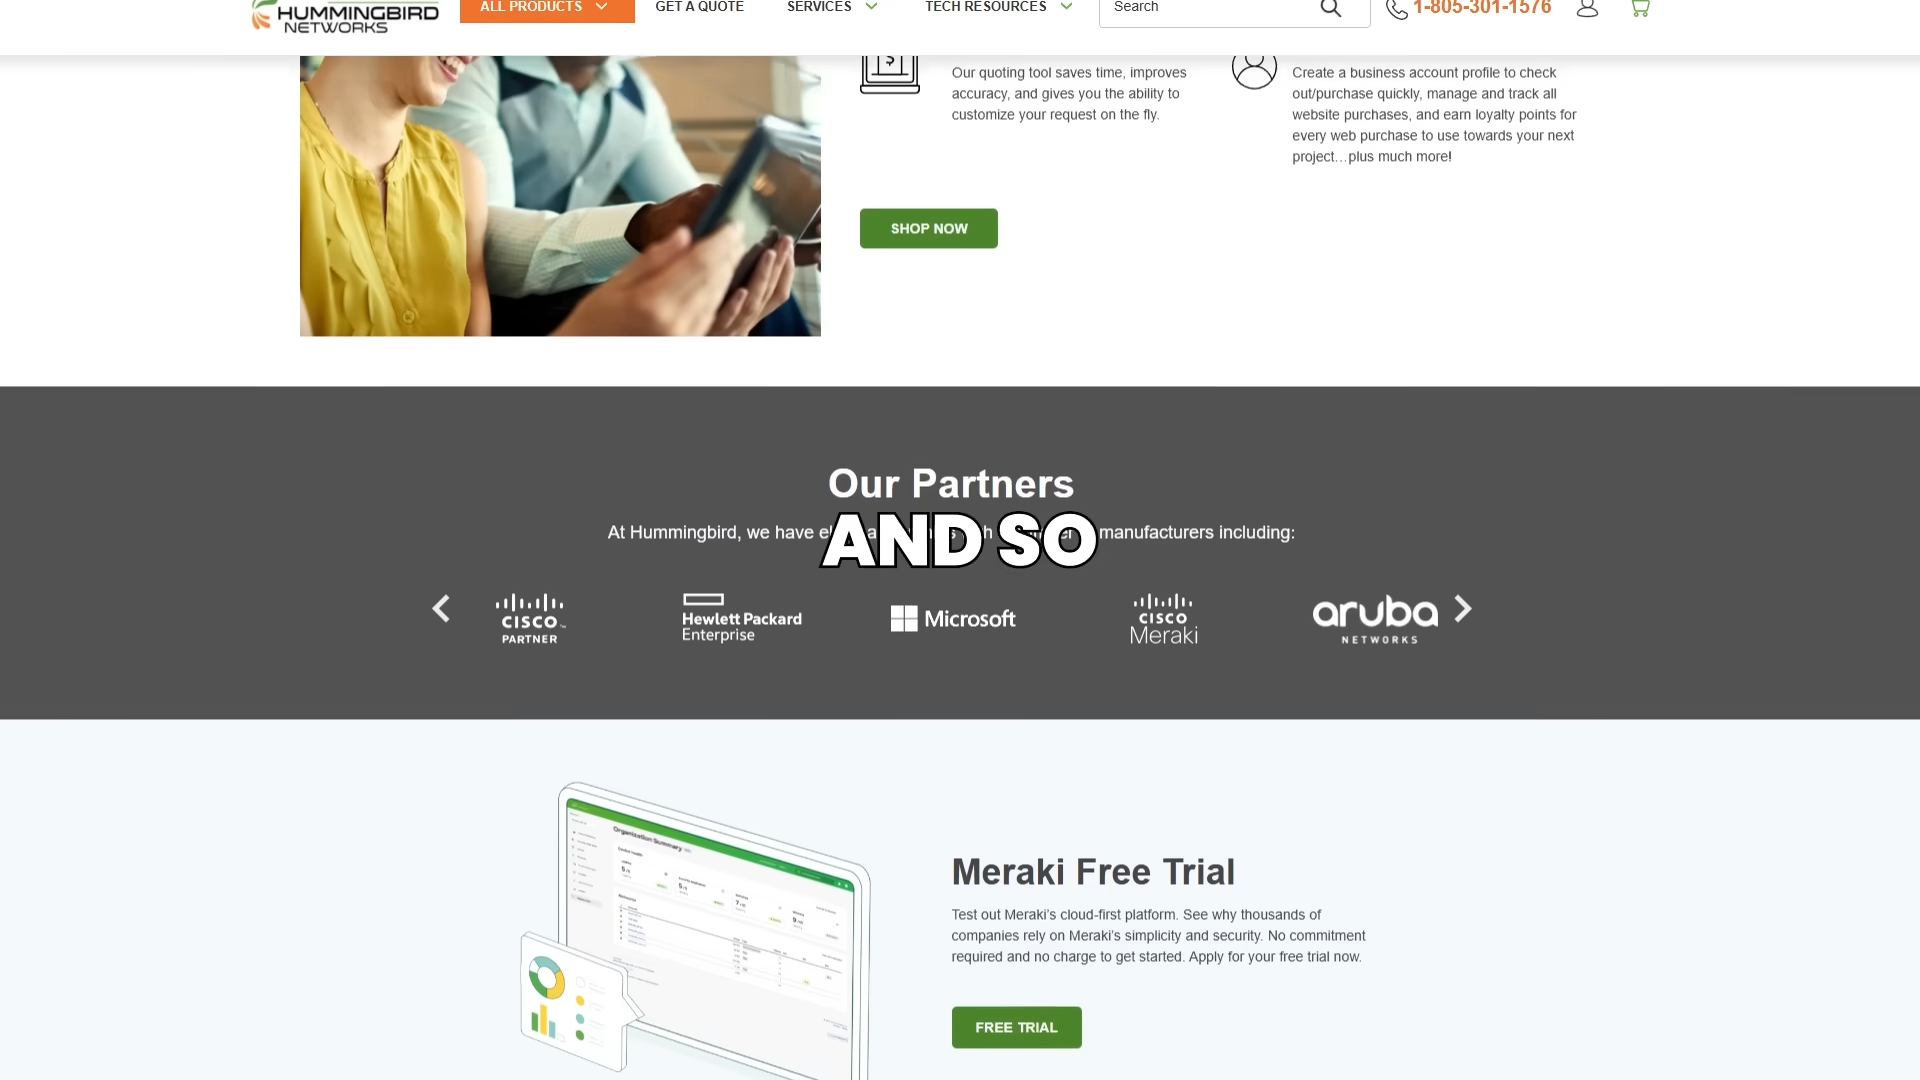 HUMMINGBIRD
NETWORKS
ALL PRODUCTS
GET A QUOTE
SERVICES
TECH RESOURCES
Search
1-805-301-1576
Our quoting tool saves time, improves
accuracy, and gives you the ability to
customize your request on the fly.
Create a business account profile to check
out/purchase quickly, manage and track all
website purchases, and earn loyalty points for
every web purchase to use towards your next
project...plus much more!
SHOP NOW
Our Partners
At Hummingbird, we have manufacturers including:
AND SO
CISCO
PARTNER
Hewlett Packard
Enterprise
Microsoft
CISCO
Meraki
aruba
NETWORKS
Organization Summary
Meraki Free Trial
Test out Meraki's cloud-first platform. See why thousands of
companies rely on Meraki's simplicity and security. No commitment
required and no charge to get started. Apply for your free trial now.
FREE TRIAL